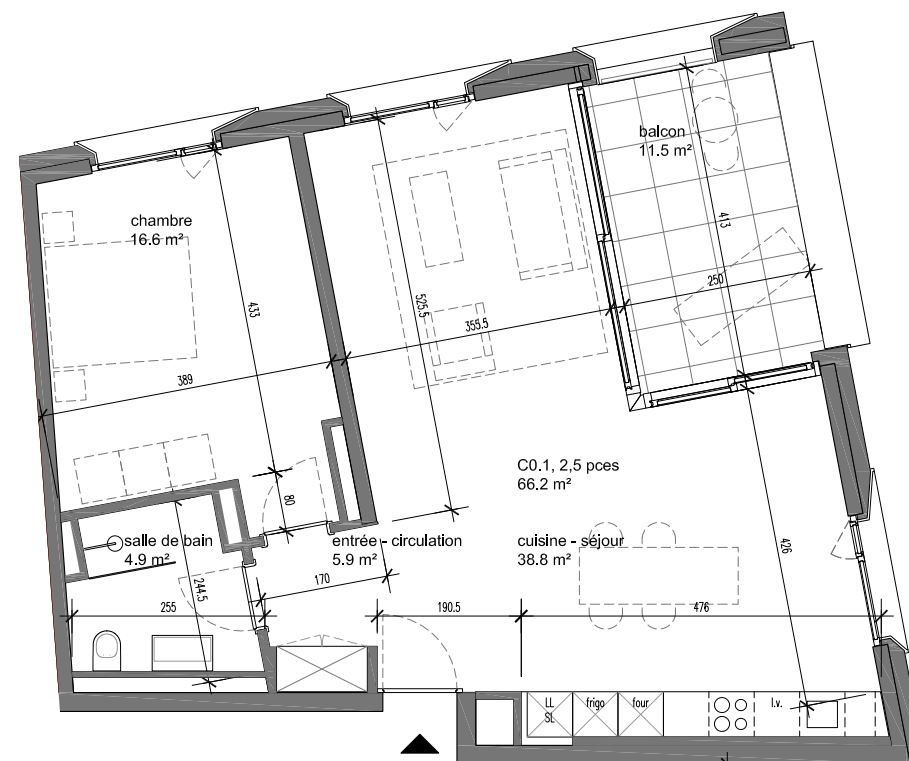 balcon
11.5 m²
chambre
16.6 m²
413
433
525.5
250
355.5
389
C0.1, 2,5 pces
66.2 m²
80
salle de bain
4.9 m²
entrée - circulation
5.9 m²
cuisine - séjour
38.8 m²
426
244.5
170
255
190.5
476
LL
SL
frigo
four
l.v.